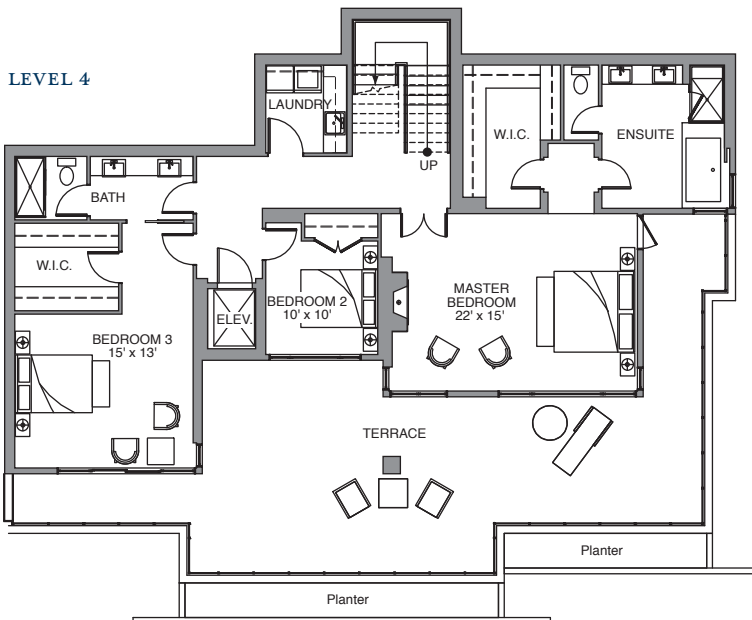 LEVEL 4
LAUNDRY
W.I.C.
ENSUITE
UP
BATH
W.I.C.
ELEV.
BEDROOM 2
10' x 10'
MASTER
BEDROOM
22' x 15'
BEDROOM 3
15' x 13'
TERRACE
Planter
Planter